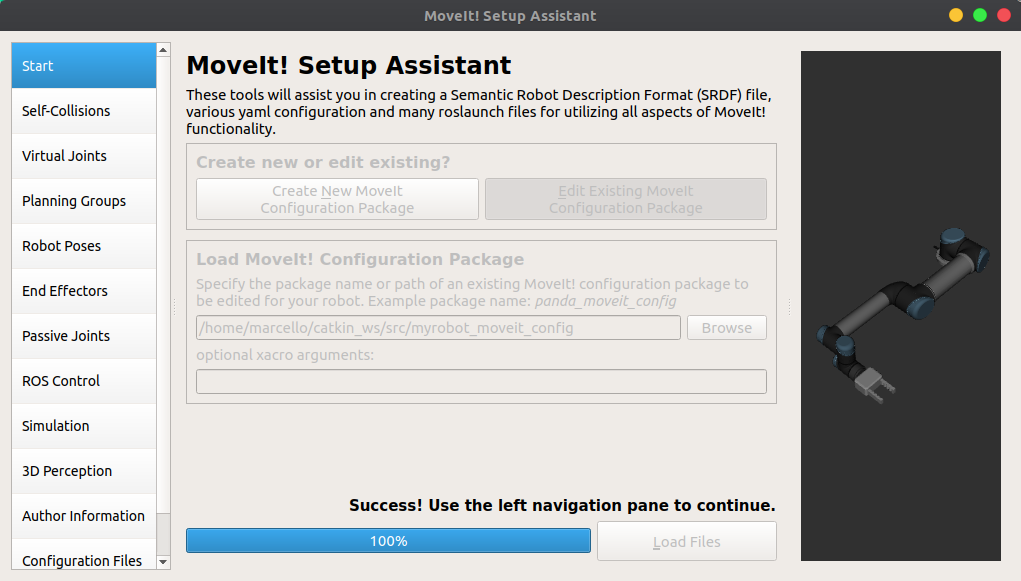 MoveIt! Setup Assistant
Start
Self-Collisions
Virtual Joints
Planning Groups
Robot Poses
End Effectors
Passive Joints
ROS Control
Simulation
3D Perception
Author Information
Configuration Files
MoveIt! Setup Assistant
These tools will assist you in creating a Semantic Robot Description Format (SRDF) file,
various yaml configuration and many roslaunch files for utilizing all aspects of MoveIt!
functionality.
Create new or edit existing?
Create New MoveIt
Configuration Package
Edit Existing MoveIt
Configuration Package
Load MoveIt! Configuration Package
Specify the package name or path of an existing MoveIt! configuration package to
be edited for your robot. Example package name: panda_moveit_config
/home/marcello/catkin_ws/src/myrobot_moveit_config
Browse
optional xacro arguments:
Success! Use the left navigation pane to continue.
100%
Load Files